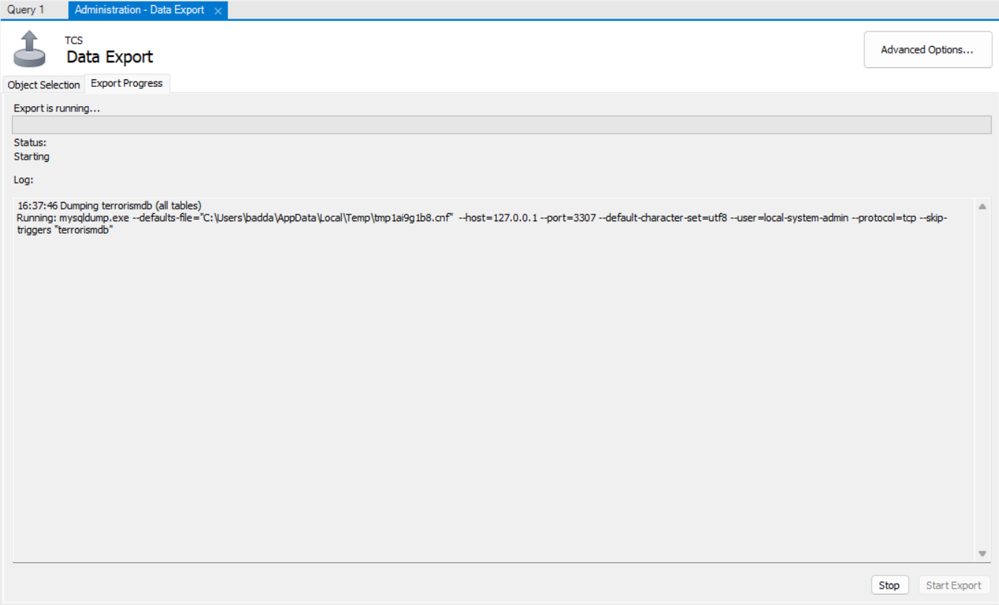 Query 1
Administration - Data Export
TCS
Data Export
Advanced Options...
Object Selection
Export Progress
Export is running...
Status:
Starting
Log:
16:37:46 Dumping terrorismdb (all tables)
Running: mysqldump.exe --defaults-file="C:\Users\badda\AppData\Local\Temp\tmp1ai9g1b8.cnf"  --host=127.0.0.1 --port=3307 --default-character-set=utf8 --user=local-system-admin --protocol=tcp --skip-
triggers "terrorismdb"
Stop
Start Export